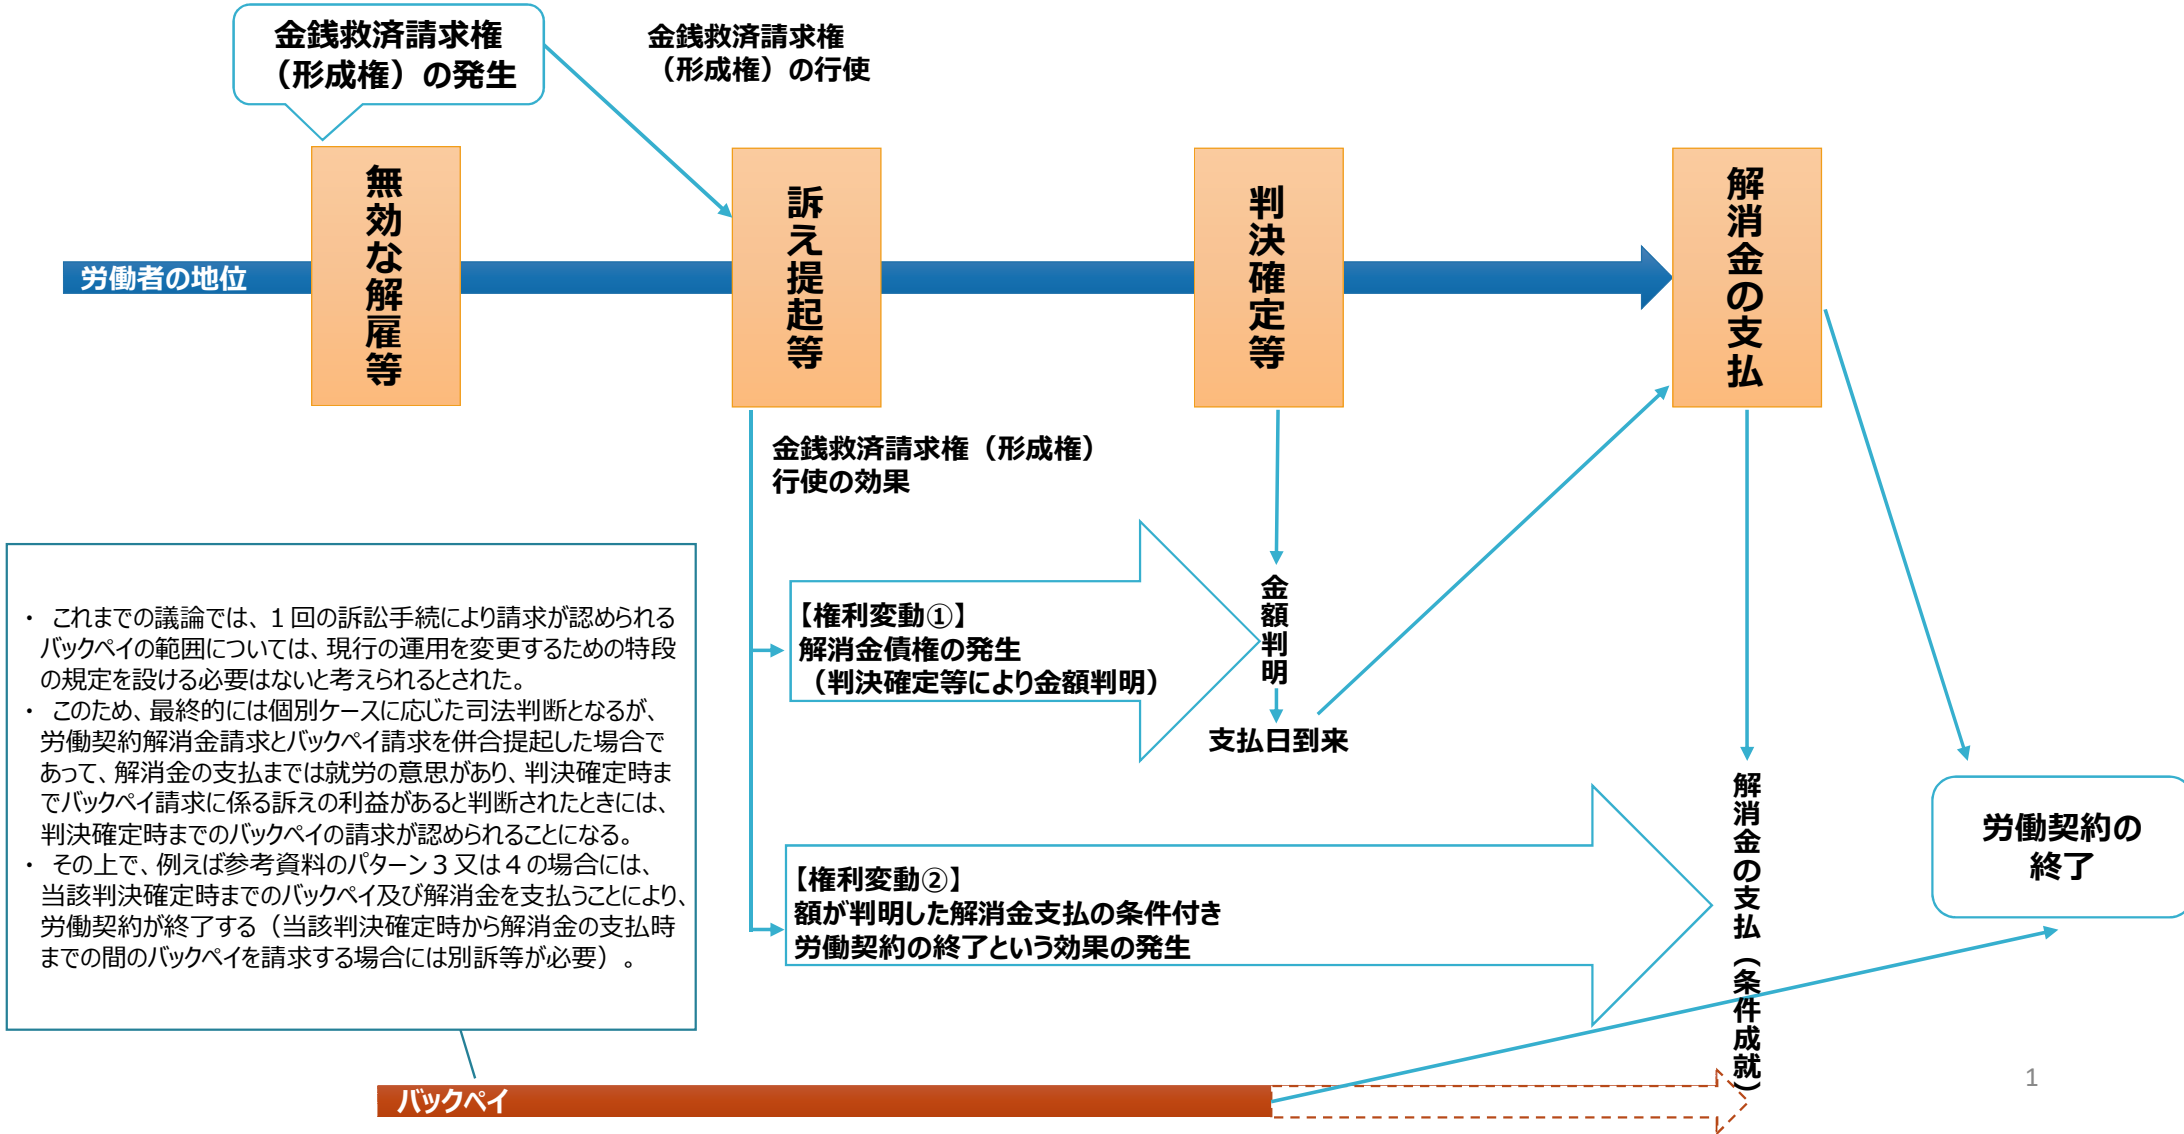 金銭救済請求権
（形成権）の発生
金銭救済請求権
（形成権）の行使
労働者の地位
無効な解雇等
訴え提起等
判決確定等
解消金の支払
金銭救済請求権（形成権）
行使の効果
【権利変動①】
解消金債権の発生
（判決確定等により金額判明）
金額判明
支払日到来
【権利変動②】
額が判明した解消金支払の条件付き
労働契約の終了という効果の発生
解消金の支払（条件成就）
労働契約の
終了
・ これまでの議論では、１回の訴訟手続により請求が認められる
バックペイの範囲については、現行の運用を変更するための特段
の規定を設ける必要はないと考えられるとされた。
・ このため、最終的には個別ケースに応じた司法判断となるが、
労働契約解消金請求とバックペイ請求を併合提起した場合で
あって、解消金の支払までは就労の意思があり、判決確定時ま
でバックペイ請求に係る訴えの利益があると判断されたときには、
判決確定時までのバックペイの請求が認められることになる。
・ その上で、例えば参考資料のパターン３又は４の場合には、
当該判決確定時までのバックペイ及び解消金を支払うことにより、
労働契約が終了する（当該判決確定時から解消金の支払時
までの間のバックペイを請求する場合には別訴等が必要）。
バックペイ
1